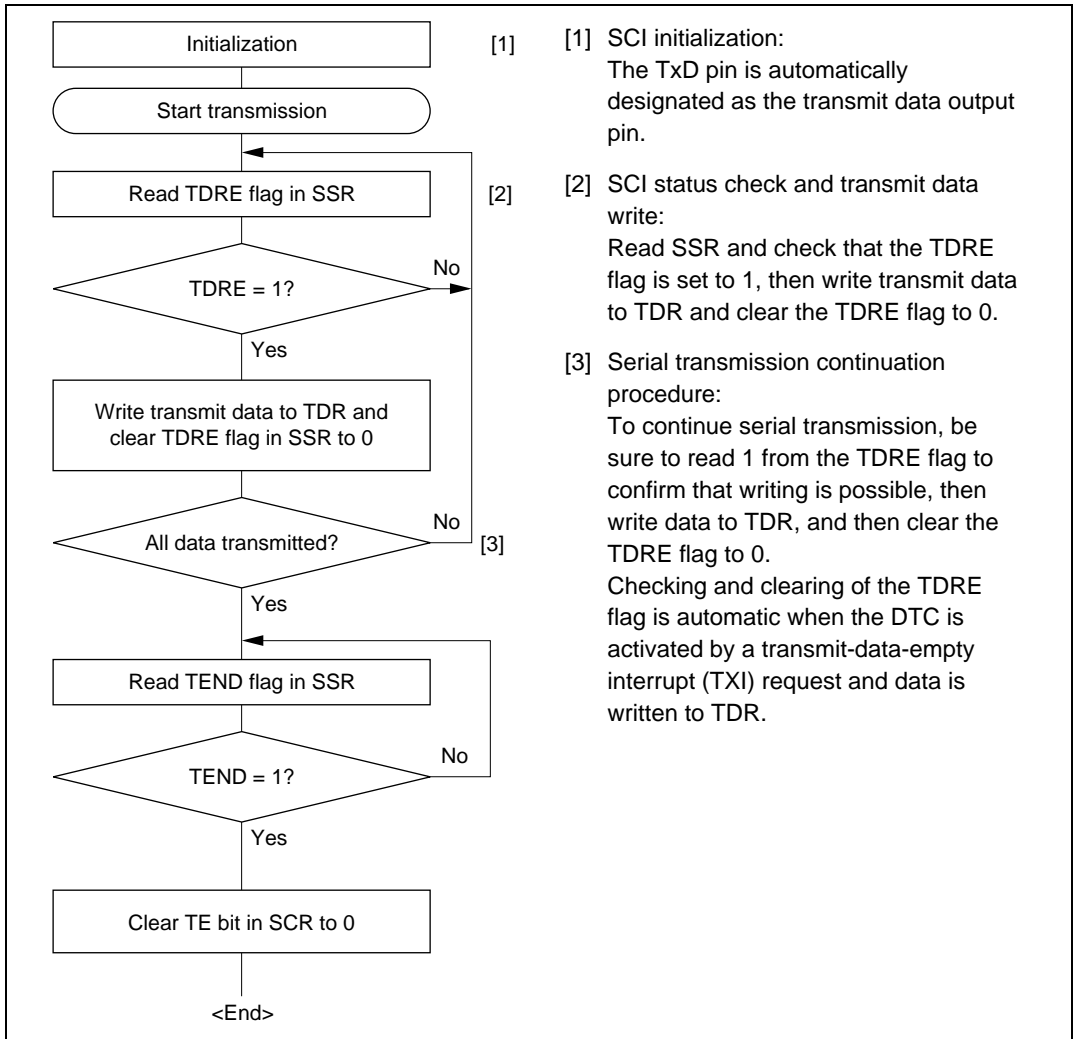 Initialization
[1]
Start transmission
Read TDRE flag in SSR
[2]
TDRE = 1?
No
Yes
Write transmit data to TDR and
clear TDRE flag in SSR to 0
All data transmitted?
No
[3]
Yes
Read TEND flag in SSR
TEND = 1?
No
Yes
Clear TE bit in SCR to 0
<End>
[1] SCI initialization:
The TxD pin is automatically
designated as the transmit data output
pin.
[2] SCI status check and transmit data
write:
Read SSR and check that the TDRE
flag is set to 1, then write transmit data
to TDR and clear the TDRE flag to 0.
[3] Serial transmission continuation
procedure:
To continue serial transmission, be
sure to read 1 from the TDRE flag to
confirm that writing is possible, then
write data to TDR, and then clear the
TDRE flag to 0.
Checking and clearing of the TDRE
flag is automatic when the DTC is
activated by a transmit-data-empty
interrupt (TXI) request and data is
written to TDR.